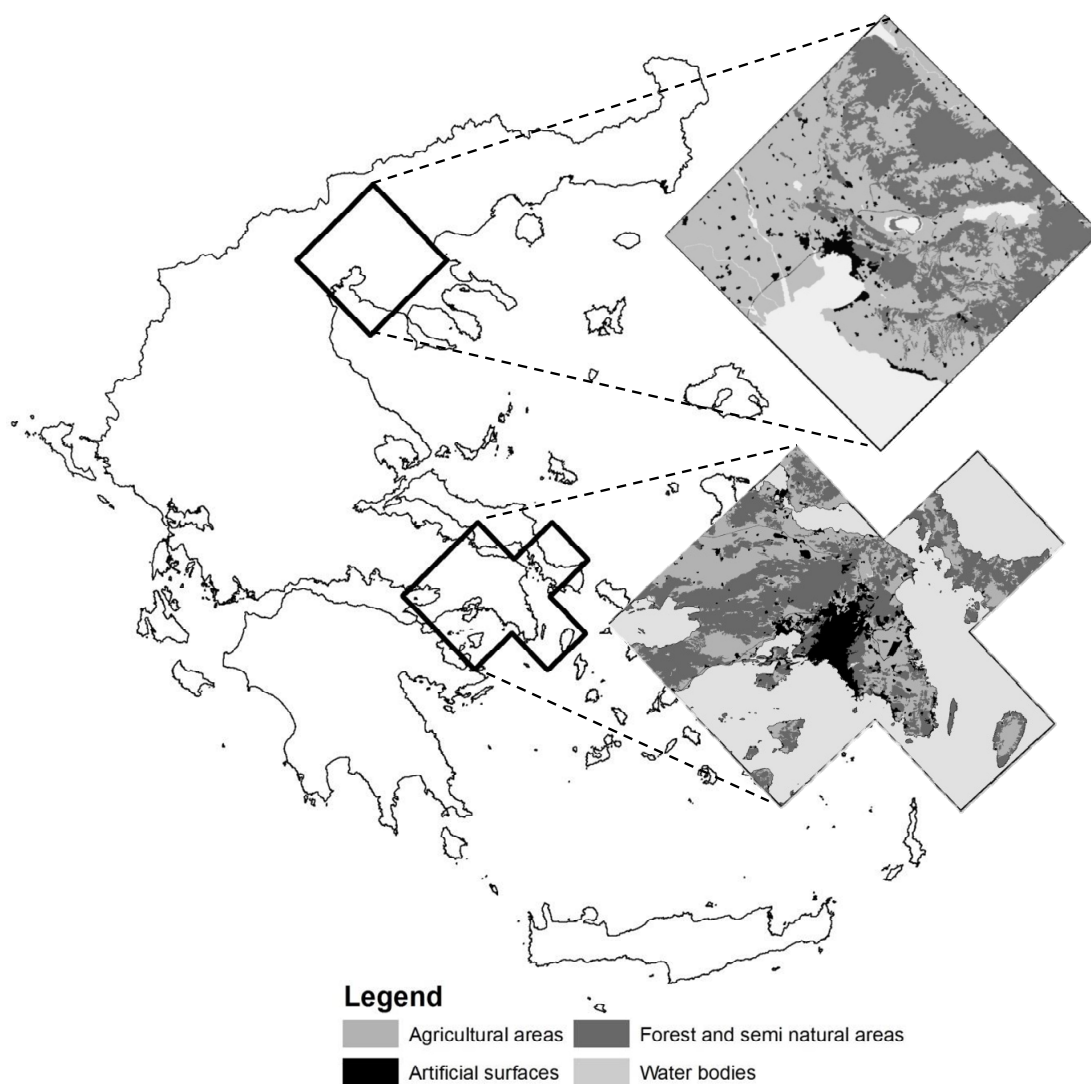 Legend
Agricultural areas
Forest and semi natural areas
Artificial surfaces
Water bodies